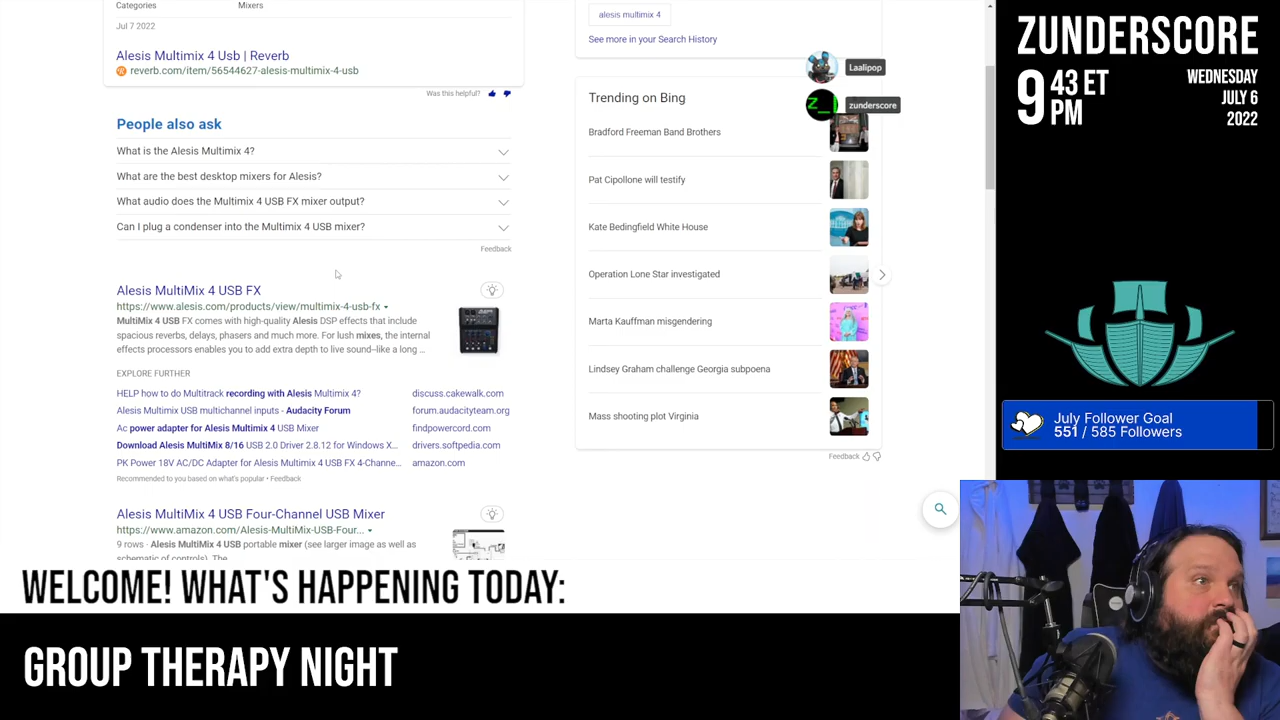 Categories
Mixers
Jul 7 2022
Alesis Multimix 4 Usb | Reverb
reverb.com/item/56544627-alesis-multimix-4-usb
Was this helpful?
People also ask
What is the Alesis Multimix 4?
What are the best desktop mixers for Alesis?
What audio does the Multimix 4 USB FX mixer output?
Can I plug a condenser into the Multimix 4 USB mixer?
Feedback
Alesis MultiMix 4 USB FX
https://www.alesis.com/products/view/multimix-4-usb-fx
MultiMix 4 USB FX comes with high-quality Alesis DSP effects that include
spacious reverbs, delays, phasers and much more. For lush mixes, the internal
effects processors enables you to add extra depth to live sound–like a long ...
EXPLORE FURTHER
HELP how to do Multitrack recording with Alesis Multimix 4? discuss.cakewalk.com
Alesis Multimix USB multichannel inputs - Audacity Forum forum.audacityteam.org
Ac power adapter for Alesis Multimix 4 USB Mixer findpowercord.com
Download Alesis MultiMix 8/16 USB 2.0 Driver 2.8.12 for Windows X... drivers.softpedia.com
PK Power 18V AC/DC Adapter for Alesis Multimix 4 USB FX 4-Channe... amazon.com
Recommended to you based on what's popular • Feedback
Alesis MultiMix 4 USB Four-Channel USB Mixer
https://www.amazon.com/Alesis-MultiMix-USB-Four...
9 rows · Alesis MultiMix 4 USB portable mixer (see larger image as well as
schematic of controls). The
alesis multimix 4
See more in your Search History
Laalipop
zunderscore
Trending on Bing
Bradford Freeman Band Brothers
Pat Cipollone will testify
Kate Bedingfield White House
Operation Lone Star investigated
Marta Kauffman misgendering
Lindsey Graham challenge Georgia subpoena
Mass shooting plot Virginia
Feedback
ZUNDERSCORE
9 43 ET
PM
WEDNESDAY
JULY 6
2022
July Follower Goal
551 / 585 Followers
WELCOME! WHAT'S HAPPENING TODAY:
GROUP THERAPY NIGHT